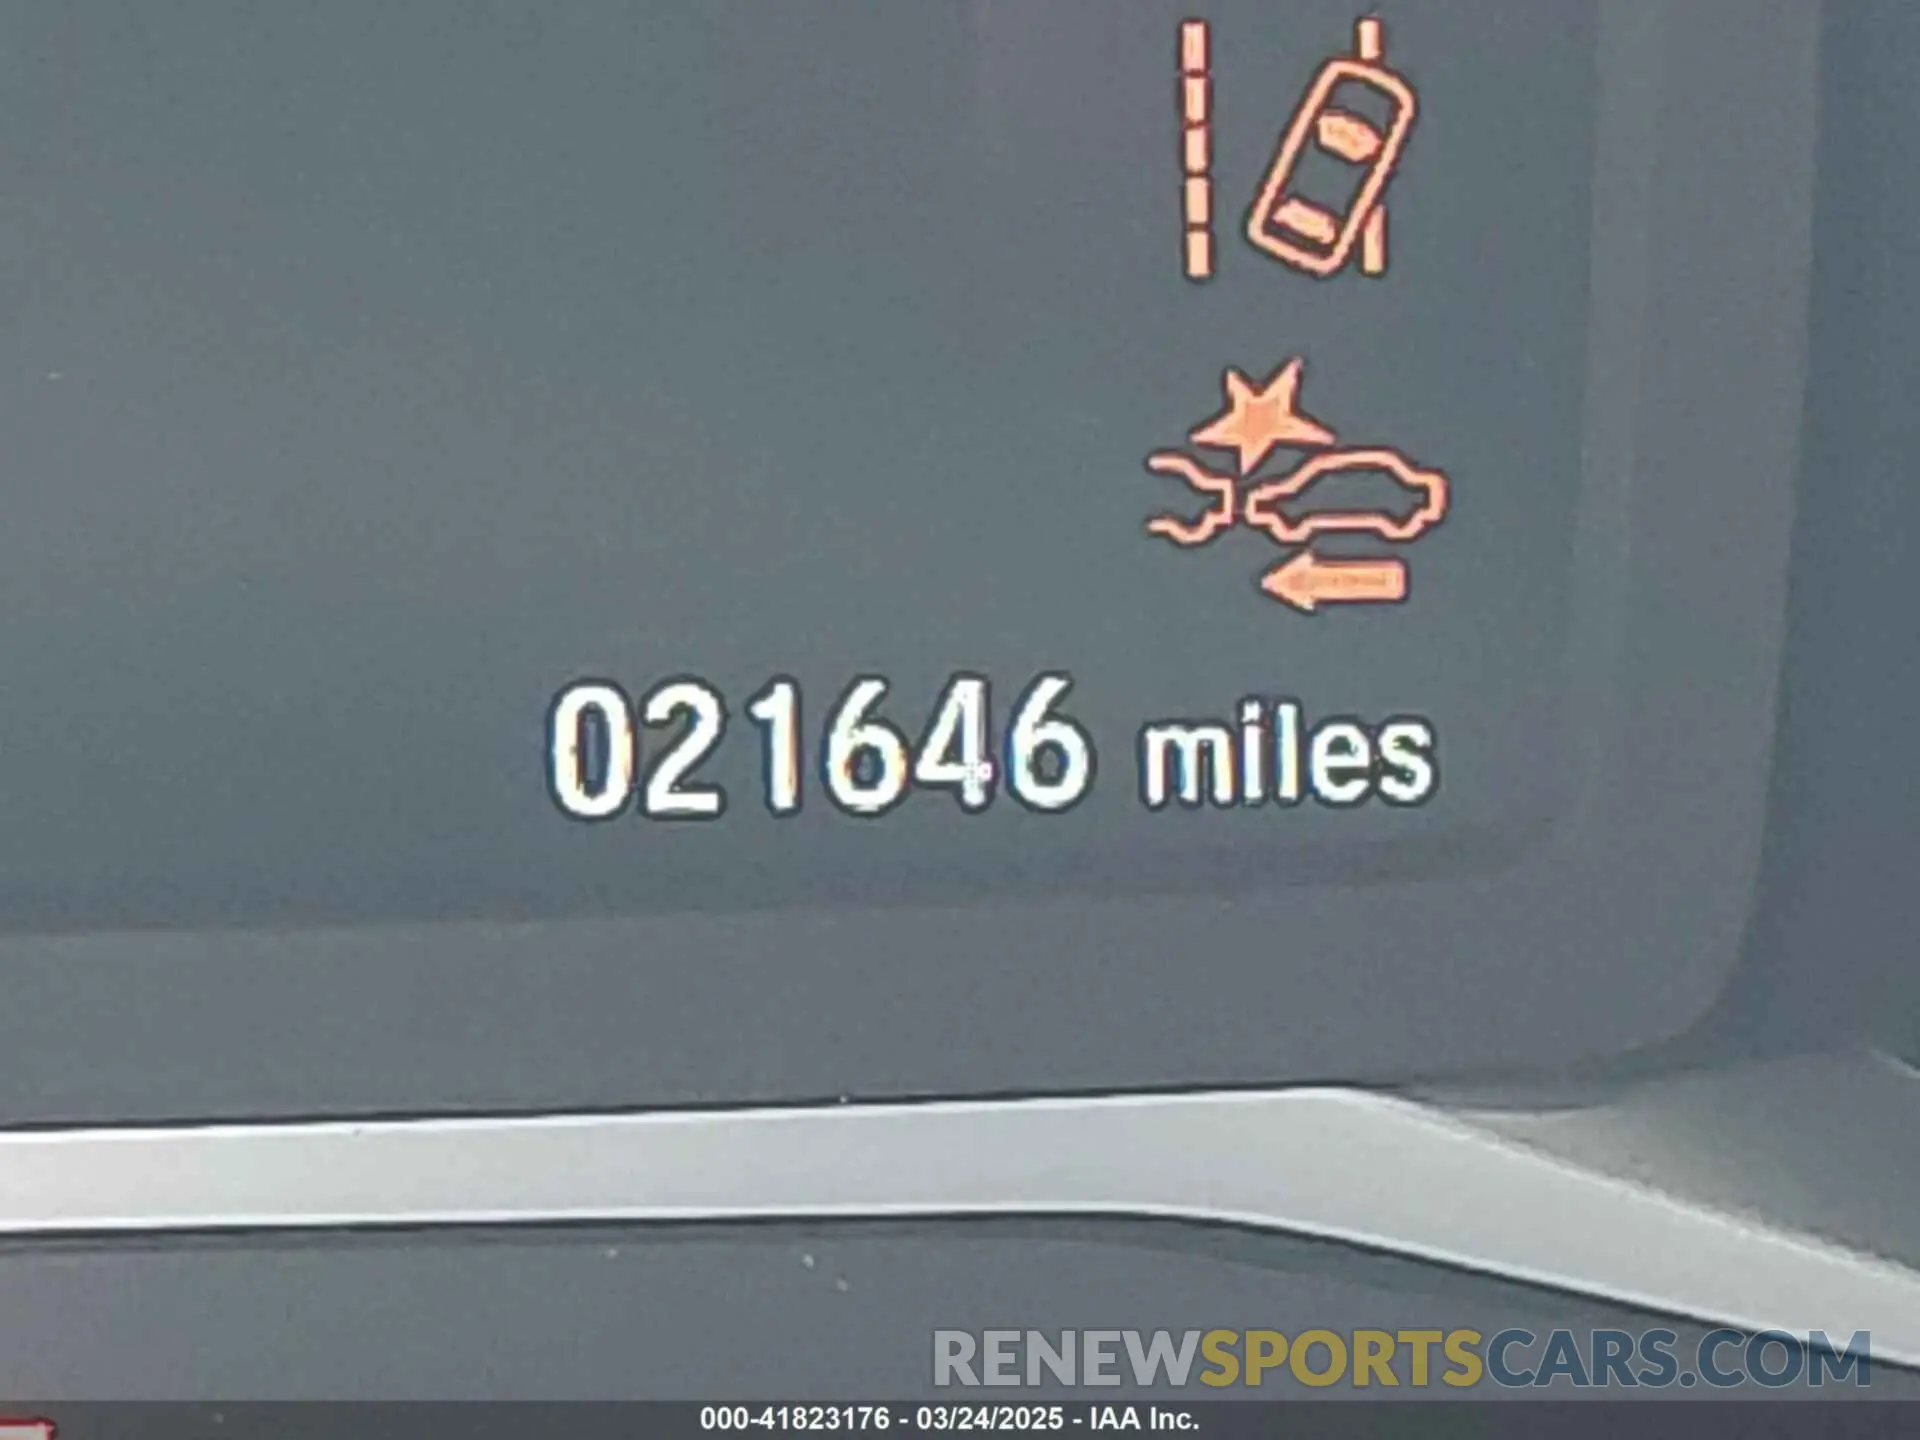 021646 miles
RENEWSPORTSCARS.COM
000-41823176 - 03/24/2025 - IAA Inc.